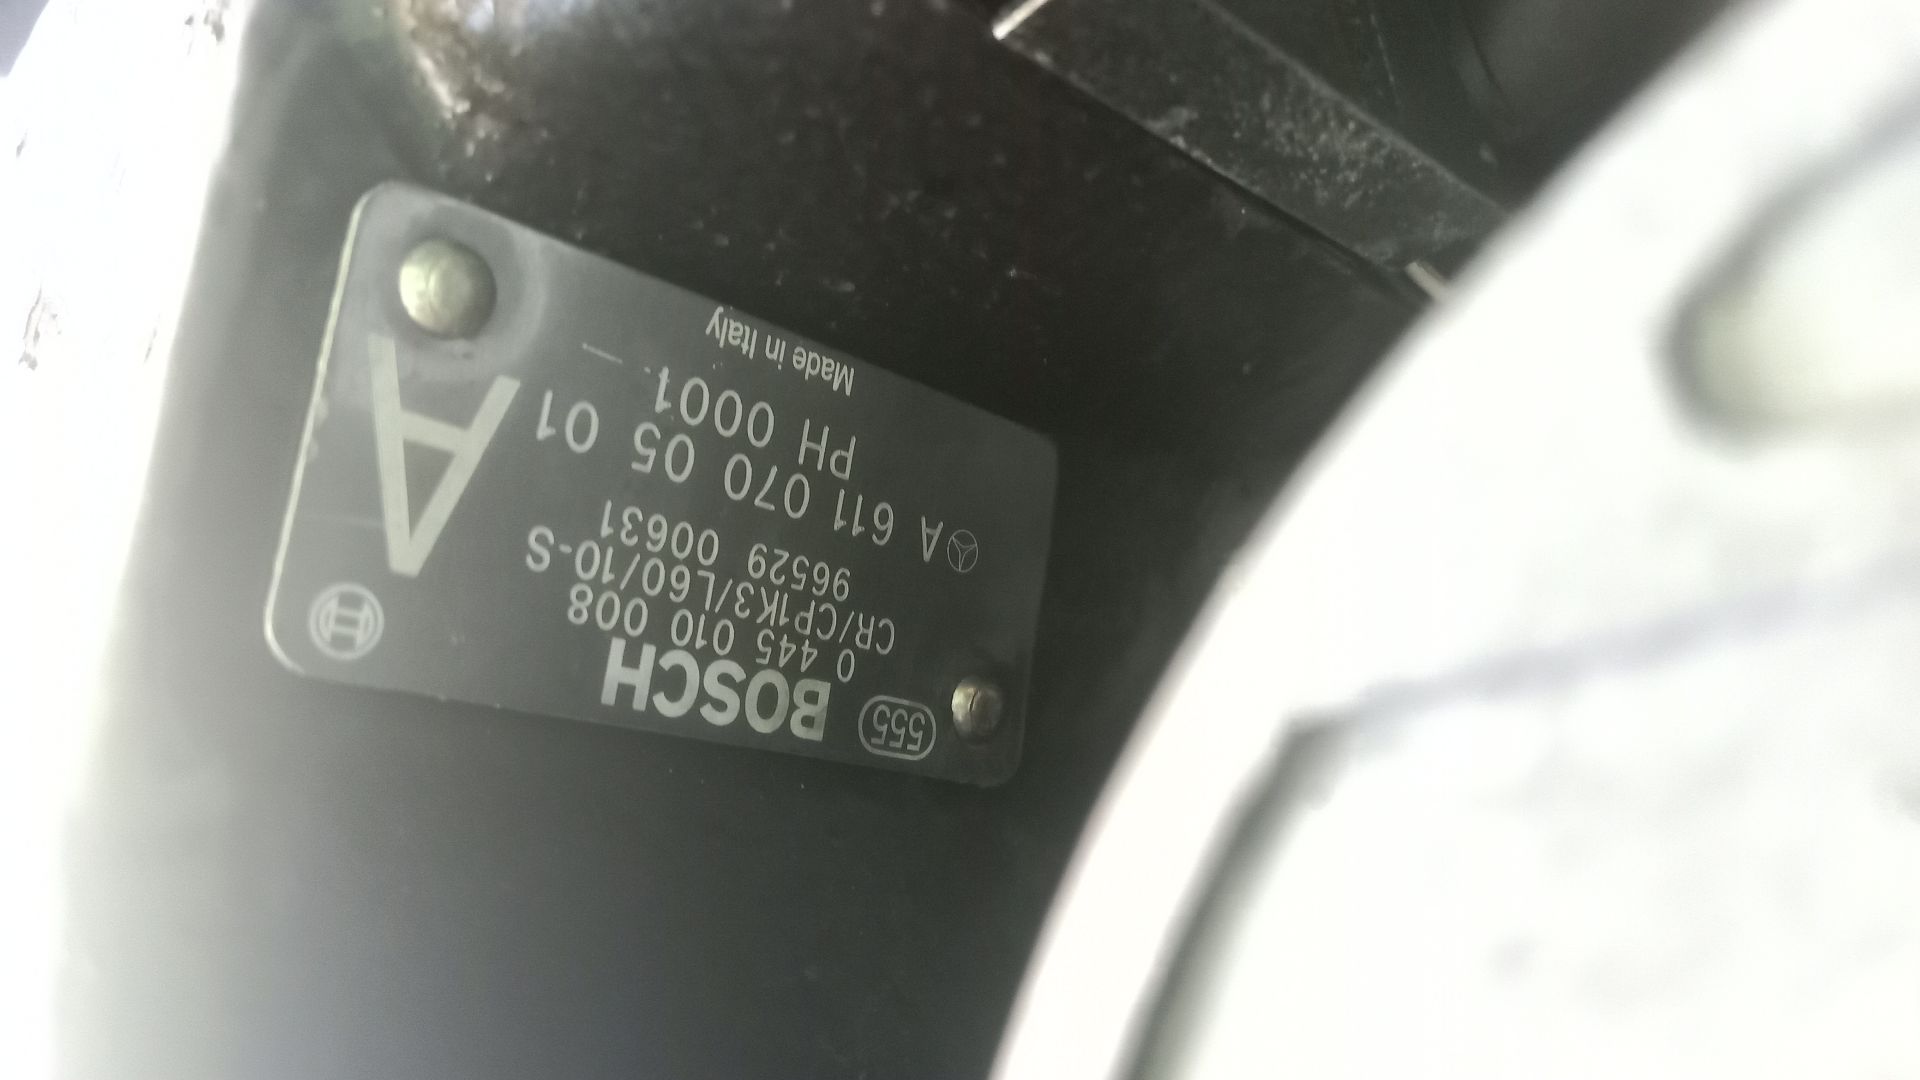 555 BOSCH
0 445 010 008
CR/CP1K3/L60/10-S
96529 00631
A 611 070 05 01
PH 0001
A
Made in Italy